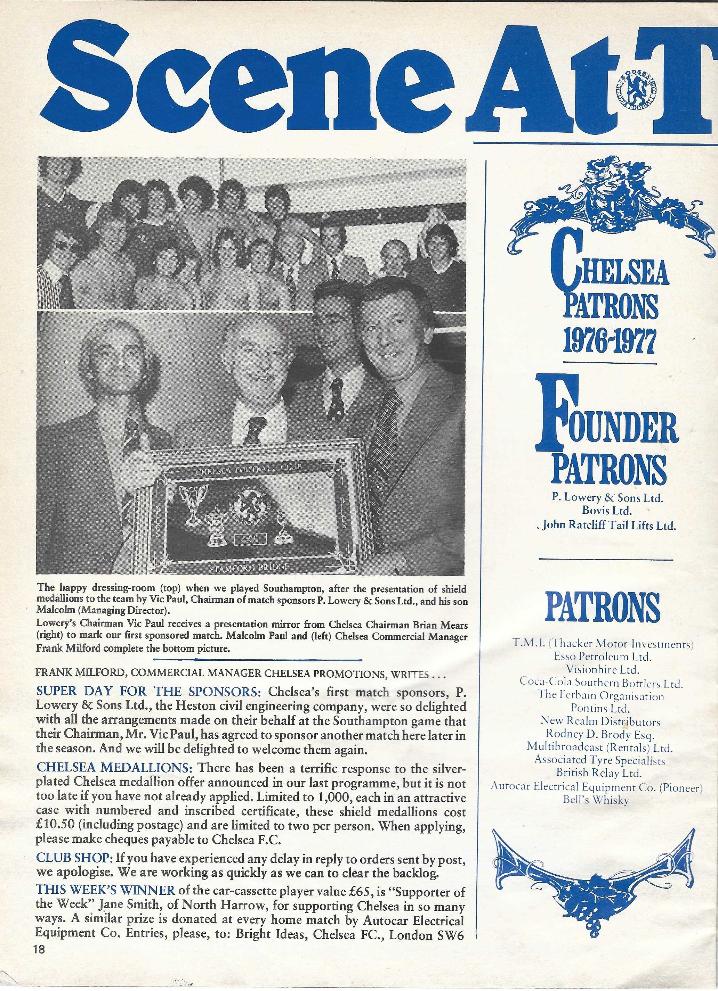 Scene At T
CHELSEA FOOTBALL CLUB
STAMFORD BRIDGE
The happy dressing-room (top) when we played Southampton, after the presentation of shield
medallions to the team by Vic Paul, Chairman of match sponsors P. Lowery & Sons Ltd., and his son
Malcolm (Managing Director).
Lowery's Chairman Vic Paul receives a presentation mirror from Chelsea Chairman Brian Mears
(right) to mark our first sponsored match. Malcolm Paul and (left) Chelsea Commercial Manager
Frank Milford complete the bottom picture.
FRANK MILFORD, COMMERCIAL MANAGER CHELSEA PROMOTIONS, WRITES...
SUPER DAY FOR THE SPONSORS: Chelsea's first match sponsors, P.
Lowery & Sons Ltd., the Heston civil engineering company, were so delighted
with all the arrangements made on their behalf at the Southampton game that
their Chairman, Mr. Vic Paul, has agreed to sponsor another match here later in
the season. And we will be delighted to welcome them again.
CHELSEA MEDALLIONS: There has been a terrific response to the silver-
plated Chelsea medallion offer announced in our last programme, but it is not
too late if you have not already applied. Limited to 1,000, each in an attractive
case with numbered and inscribed certificate, these shield medallions cost
£10.50 (including postage) and are limited to two per person. When applying,
please make cheques payable to Chelsea F.C.
CLUB SHOP: If you have experienced any delay in reply to orders sent by post,
we apologise. We are working as quickly as we can to clear the backlog.
THIS WEEK'S WINNER of the car-cassette player value £65, is "Supporter of
the Week" Jane Smith, of North Harrow, for supporting Chelsea in so many
ways. A similar prize is donated at every home match by Autocar Electrical
Equipment Co. Entries, please, to: Bright Ideas, Chelsea FC., London SW6
18
CHELSEA
PATRONS
1976-1977
FOUNDER
PATRONS
P. Lowery & Sons Ltd.
Bovis Ltd.
John Ratcliff Tail Lifts Ltd.
PATRONS
T.M.I. (Thacker Motor Investments)
Esso Petroleum Ltd.
Visionhire Ltd.
Coca-Cola Southern Bottlers Ltd.
The Ferbain Organisation
Pontins Ltd.
New Realm Distributors
Rodney D. Brody Esq.
Multibroadcast (Rentals) Ltd.
Associated Tyre Specialists
British Relay Ltd.
Autocar Electrical Equipment Co. (Pioneer)
Bell's Whisky